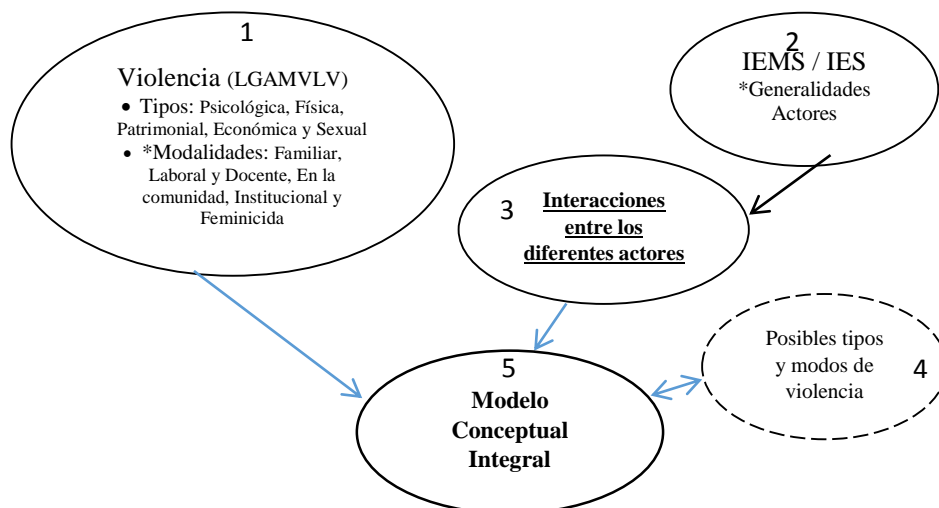 1
Violencia (LGAMVLV)
• Tipos: Psicológica, Física,
Patrimonial, Económica y Sexual
• *Modalidades: Familiar,
Laboral y Docente, En la
comunidad, Institucional y
Feminicida
2
IEMS / IES
*Generalidades
Actores
3
Interacciones
entre los
diferentes actores
Posibles tipos
y modos de
violencia
4
5
Modelo
Conceptual
Integral